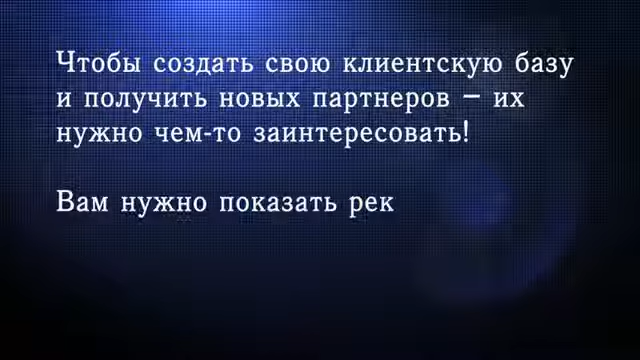 Чтобы создать свою клиентскую базу
и получить новых партнеров – их
нужно чем-то заинтересовать!
Вам нужно показать рек